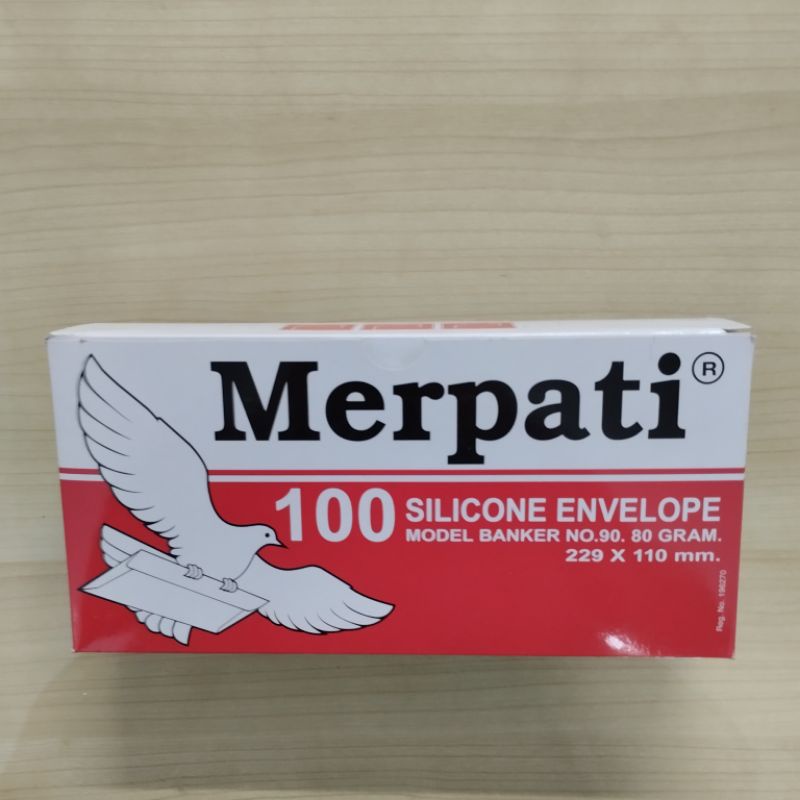 Merpati®
100 SILICONE ENVELOPE
MODEL BANKER NO.90. 80 GRAM.
229 X 110 mm.
Reg. No. 196270